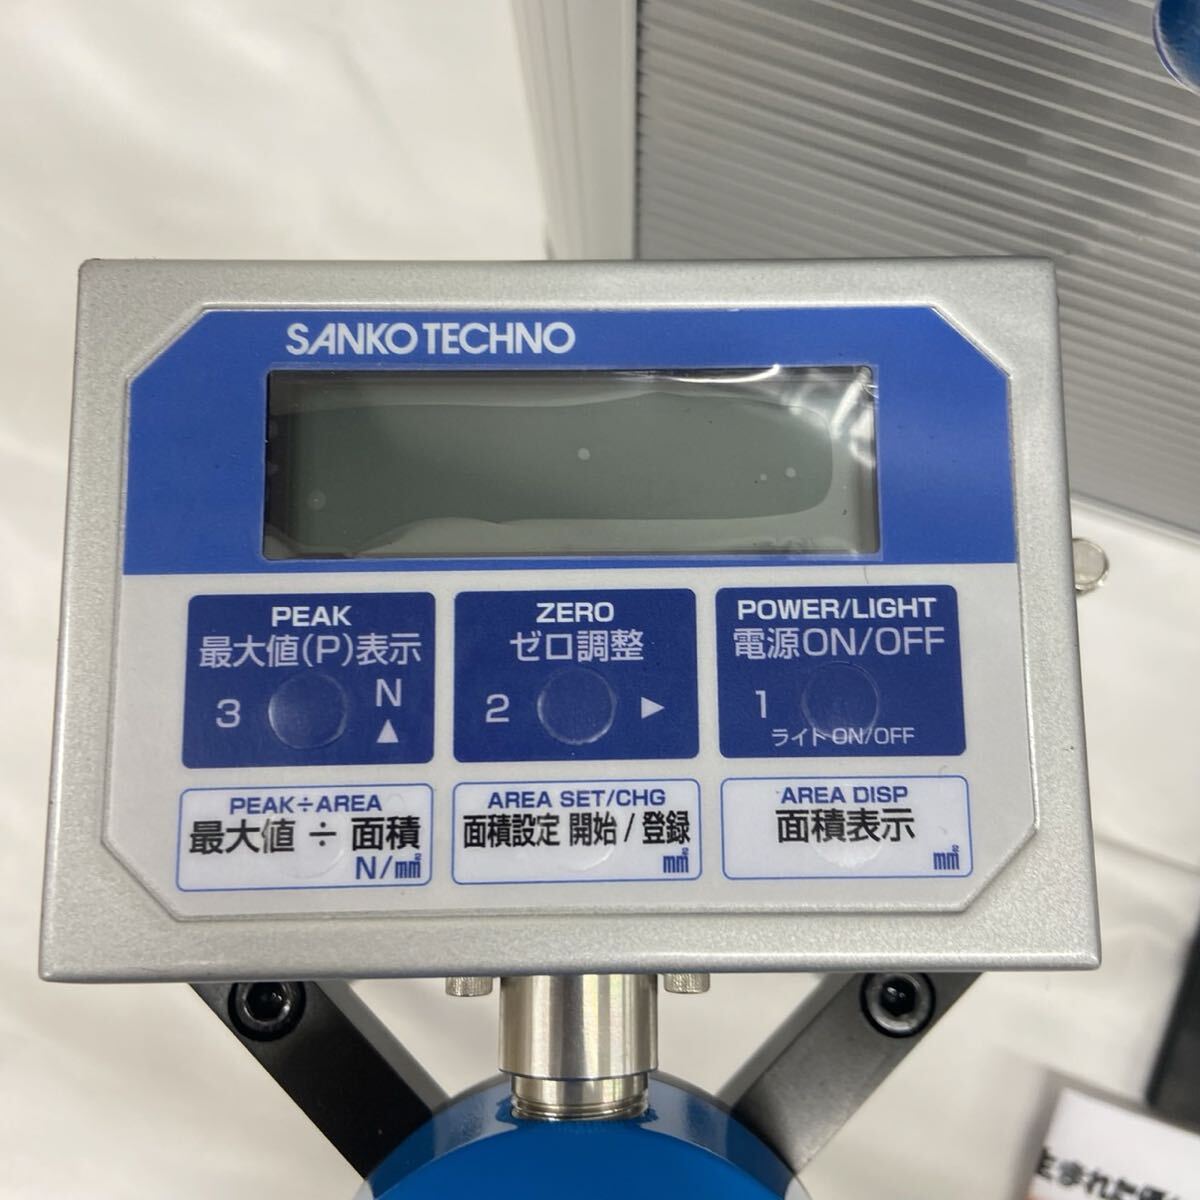 SANKO TECHNO
PEAK
最大値(P)表示
3 N
▲
ZERO
ゼロ調整
2 ▶
POWER/LIGHT
電源ON/OFF
1
ライトON/OFF
PEAK÷AREA
最大値 ÷ 面積
N/mm²
AREA SET/CHG
面積設定 開始 / 登録
mm²
AREA DISP
面積表示
mm²